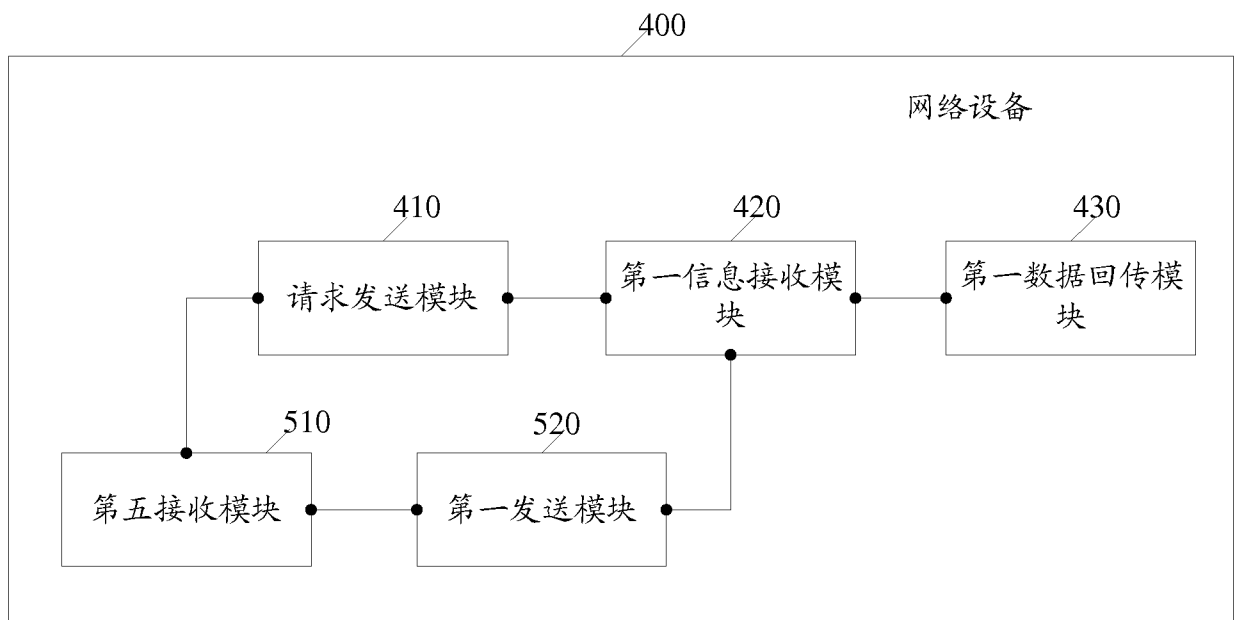 400
网络设备
410
420
430
请求发送模块
第一信息接收模
块
第一数据回传模
块
510
520
第五接收模块
第一发送模块